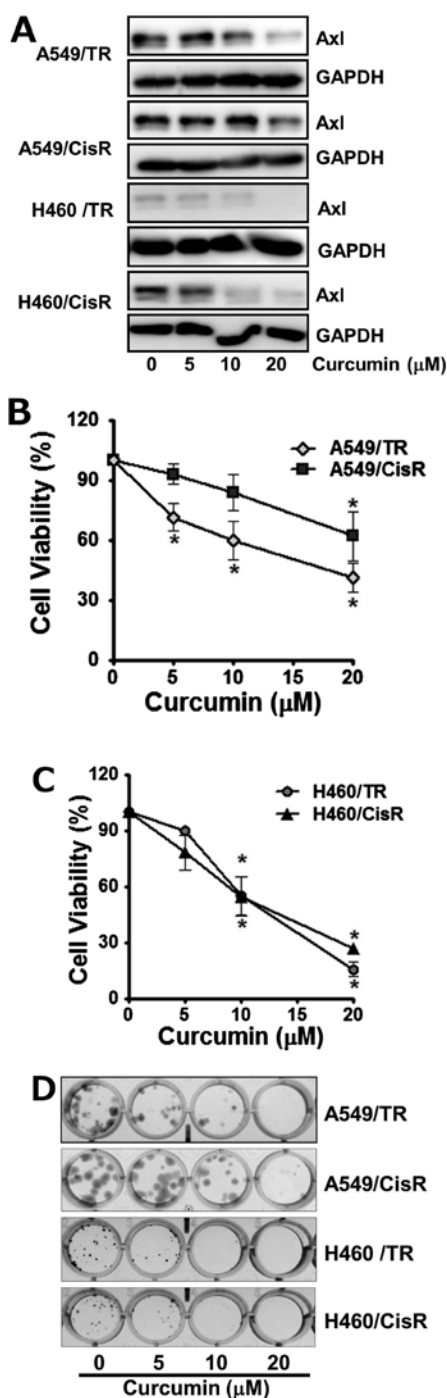 A
A549/TR
Axl
GAPDH
A549/CisR
Axl
GAPDH
H460 /TR
Axl
GAPDH
H460/CisR
Axl
GAPDH
0 5 10 20 Curcumin (μM)
B
120
90
60
30
0
Cell Viability (%)
A549/TR
A549/CisR
*
* * *
0 5 10 15 20
Curcumin (μM)
C
120
90
60
30
0
Cell Viability (%)
H460/TR
H460/CisR
* *
* *
0 5 10 15 20
Curcumin (μM)
D
A549/TR
A549/CisR
H460 /TR
H460/CisR
0 5 10 20
Curcumin (μM)